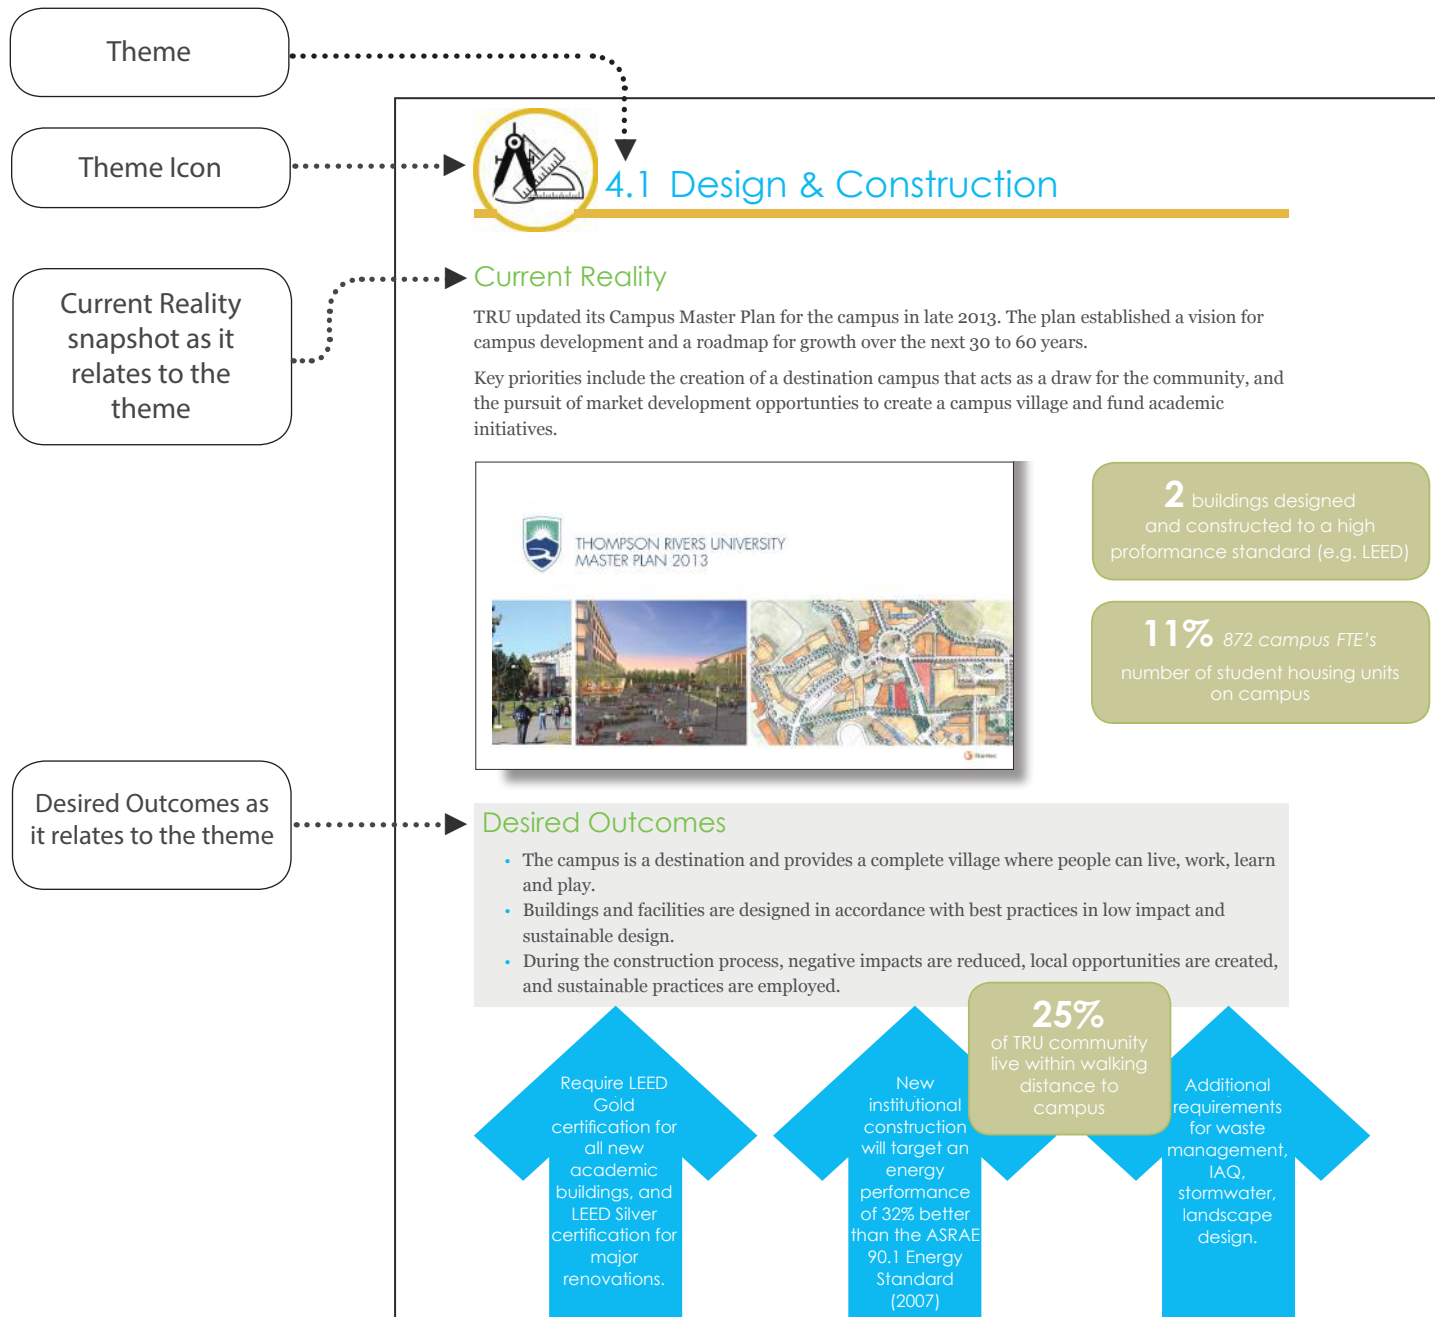 Theme
Theme Icon
4.1 Design & Construction
Current Reality
snapshot as it
relates to the
theme
Current Reality
TRU updated its Campus Master Plan for the campus in late 2013. The plan established a vision for
campus development and a roadmap for growth over the next 30 to 60 years.
Key priorities include the creation of a destination campus that acts as a draw for the community, and
the pursuit of market development opportunties to create a campus village and fund academic
initiatives.
THOMPSON RIVERS UNIVERSITY
MASTER PLAN 2013
Stantec
2 buildings designed
and constructed to a high
proformance standard (e.g. LEED)
11% 872 campus FTE's
number of student housing units
on campus
Desired Outcomes as
it relates to the theme
Desired Outcomes
• The campus is a destination and provides a complete village where people can live, work, learn
and play.
• Buildings and facilities are designed in accordance with best practices in low impact and
sustainable design.
• During the construction process, negative impacts are reduced, local opportunities are created,
and sustainable practices are employed.
Require LEED
Gold
certification for
all new
academic
buildings, and
LEED Silver
certification for
major
renovations.
New
institutional
construction
will target an
energy
performance
of 32% better
than the ASRAE
90.1 Energy
Standard
(2007)
25%
of TRU community
live within walking
distance to
campus
Additional
requirements
for waste
management,
IAQ,
stormwater,
landscape
design.